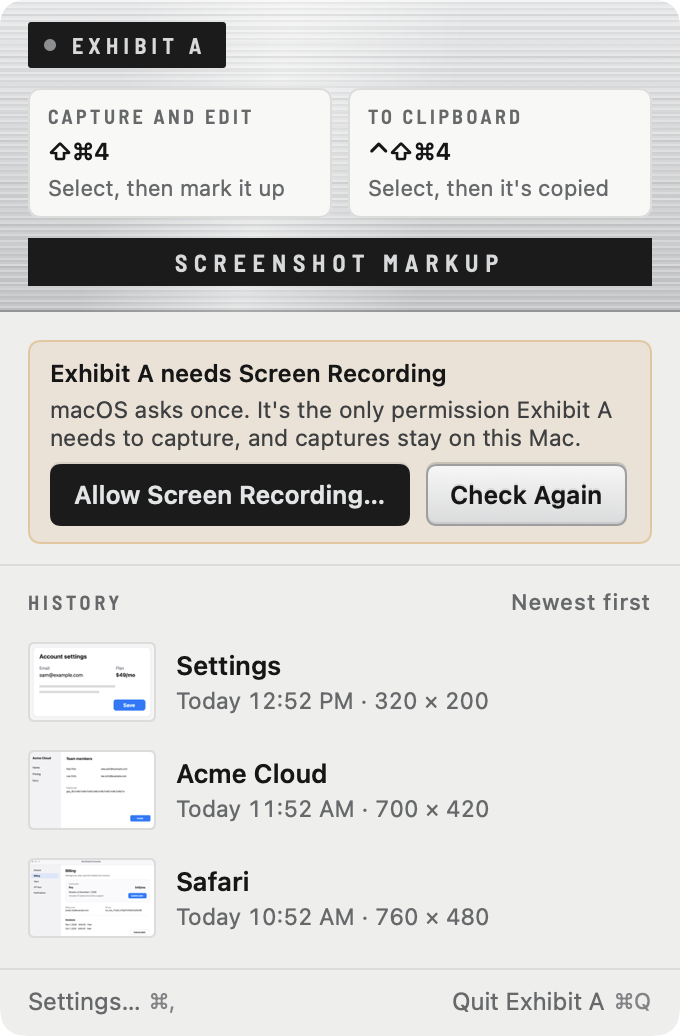 EXHIBIT A
CAPTURE AND EDIT
⇧⌘4
Select, then mark it up
TO CLIPBOARD
⌃⇧⌘4
Select, then it's copied
SCREENSHOT MARKUP
Exhibit A needs Screen Recording
macOS asks once. It's the only permission Exhibit A
needs to capture, and captures stay on this Mac.
Allow Screen Recording...
Check Again
HISTORY
Newest first
Account settings
Email
Plan
sam@example.com
$49/mo
Save
Settings
Today 12:52 PM · 320 × 200
Acme Cloud
Team members
Acme Cloud
Today 11:52 AM · 700 × 420
Billing
Safari
Today 10:52 AM · 760 × 480
Settings... ⌘,
Quit Exhibit A ⌘Q